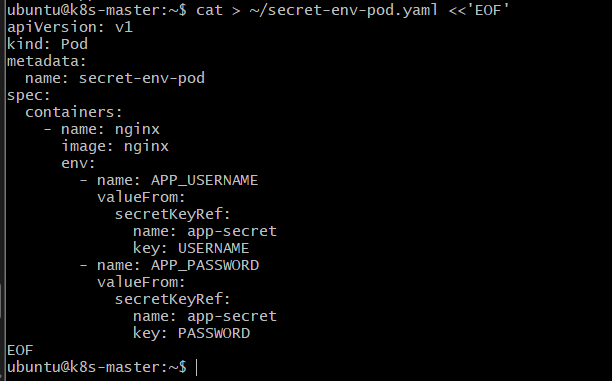 ubuntu@k8s-master:~$ cat > ~/secret-env-pod.yaml <<'EOF'
apiVersion: v1
kind: Pod
metadata:
  name: secret-env-pod
spec:
  containers:
    - name: nginx
      image: nginx
      env:
        - name: APP_USERNAME
          valueFrom:
            secretKeyRef:
              name: app-secret
              key: USERNAME
        - name: APP_PASSWORD
          valueFrom:
            secretKeyRef:
              name: app-secret
              key: PASSWORD
EOF
ubuntu@k8s-master:~$